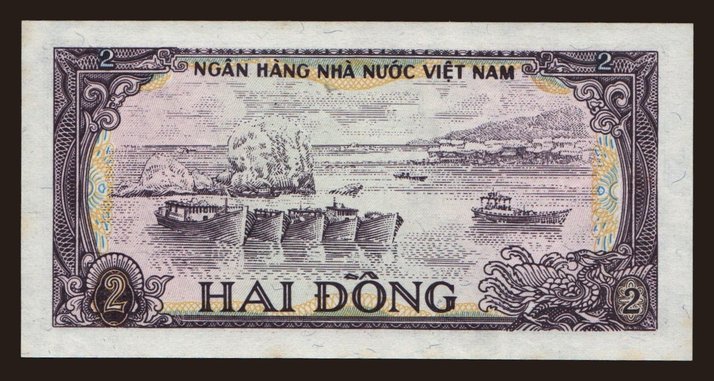 2 2
NGÂN HÀNG NHÀ NƯỚC VIỆT NAM
2 HAI ĐỒNG 2